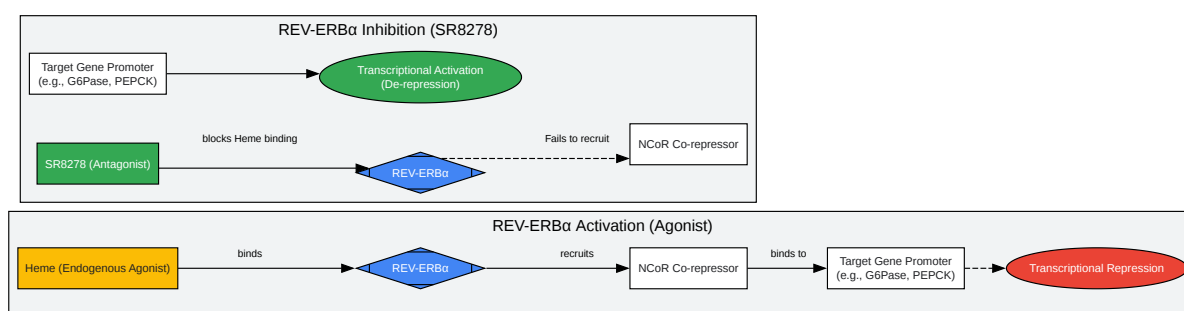 REV-ERBα Inhibition (SR8278)
Target Gene Promoter
(e.g., G6Pase, PEPCK)
Transcriptional Activation
(De-repression)
blocks Heme binding
Fails to recruit
NCoR Co-repressor
SR8278 (Antagonist)
REV-ERBα
REV-ERBα Activation (Agonist)
Heme (Endogenous Agonist)
binds
REV-ERBα
recruits
NCoR Co-repressor
binds to
Target Gene Promoter
(e.g., G6Pase, PEPCK)
Transcriptional Repression